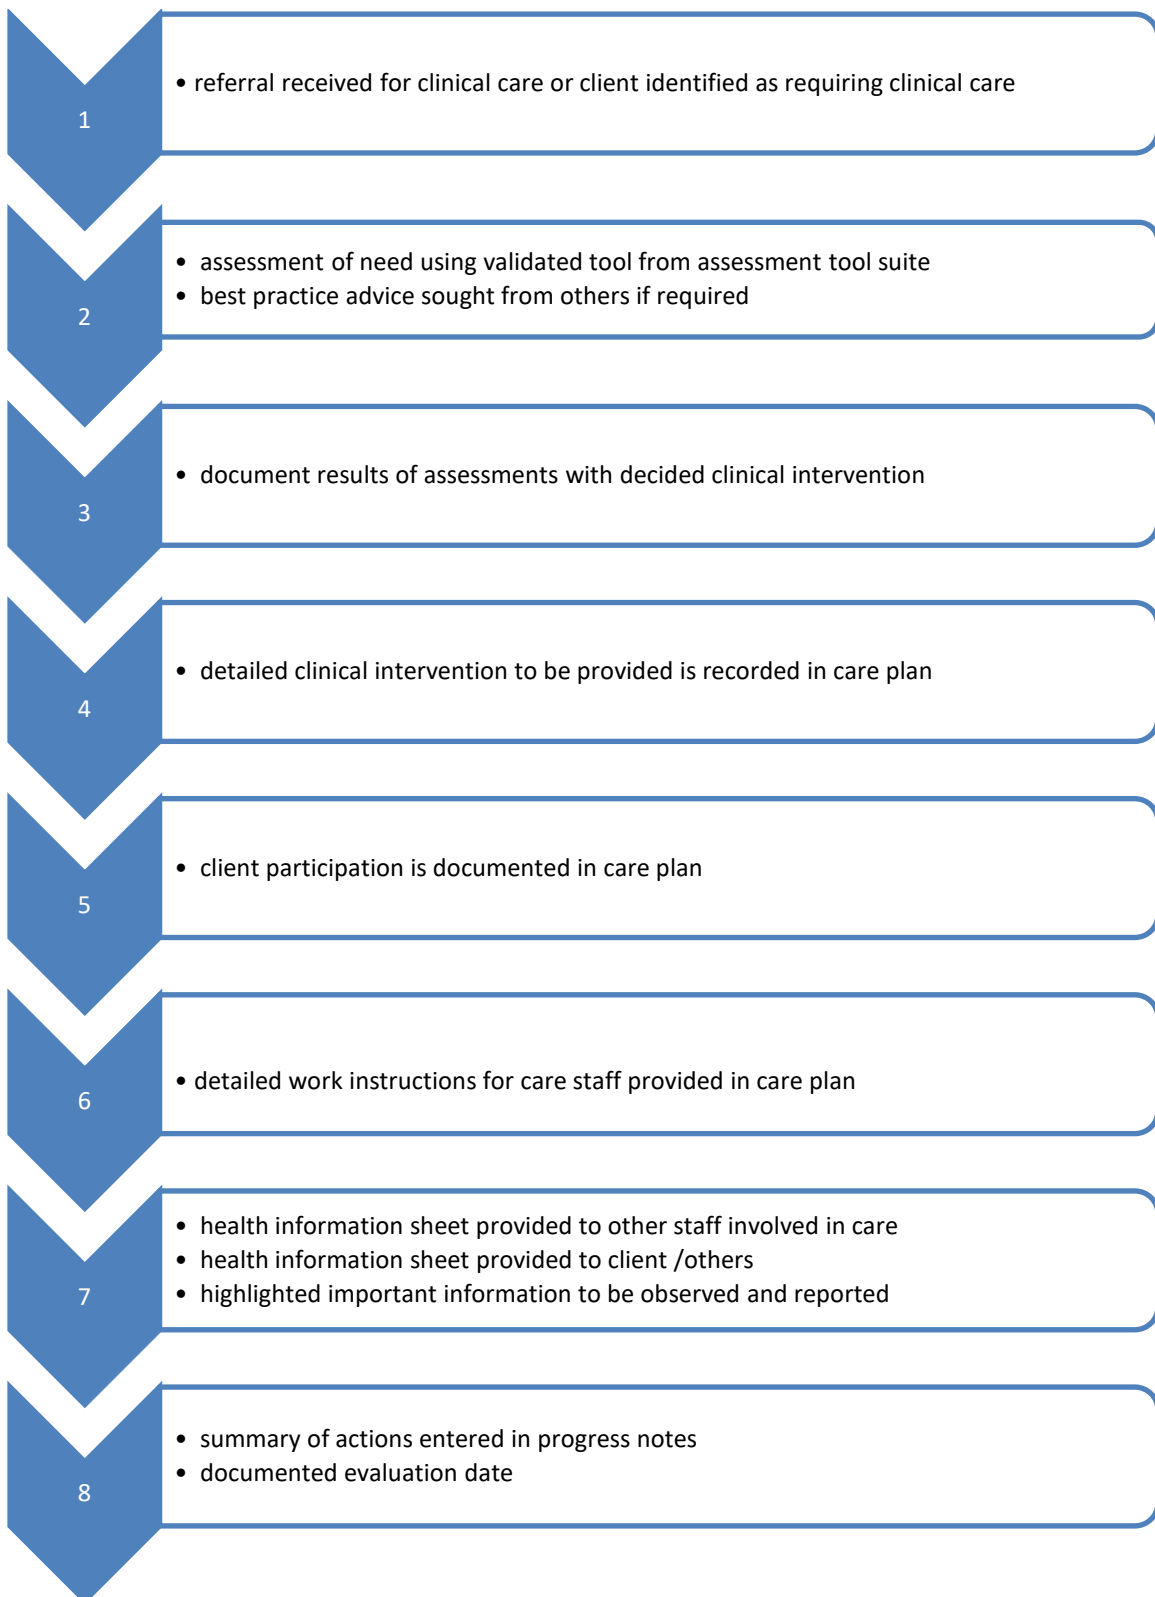 1
• referral received for clinical care or client identified as requiring clinical care
2
• assessment of need using validated tool from assessment tool suite
• best practice advice sought from others if required
3
• document results of assessments with decided clinical intervention
4
• detailed clinical intervention to be provided is recorded in care plan
5
• client participation is documented in care plan
6
• detailed work instructions for care staff provided in care plan
7
• health information sheet provided to other staff involved in care
• health information sheet provided to client /others
• highlighted important information to be observed and reported
8
• summary of actions entered in progress notes
• documented evaluation date